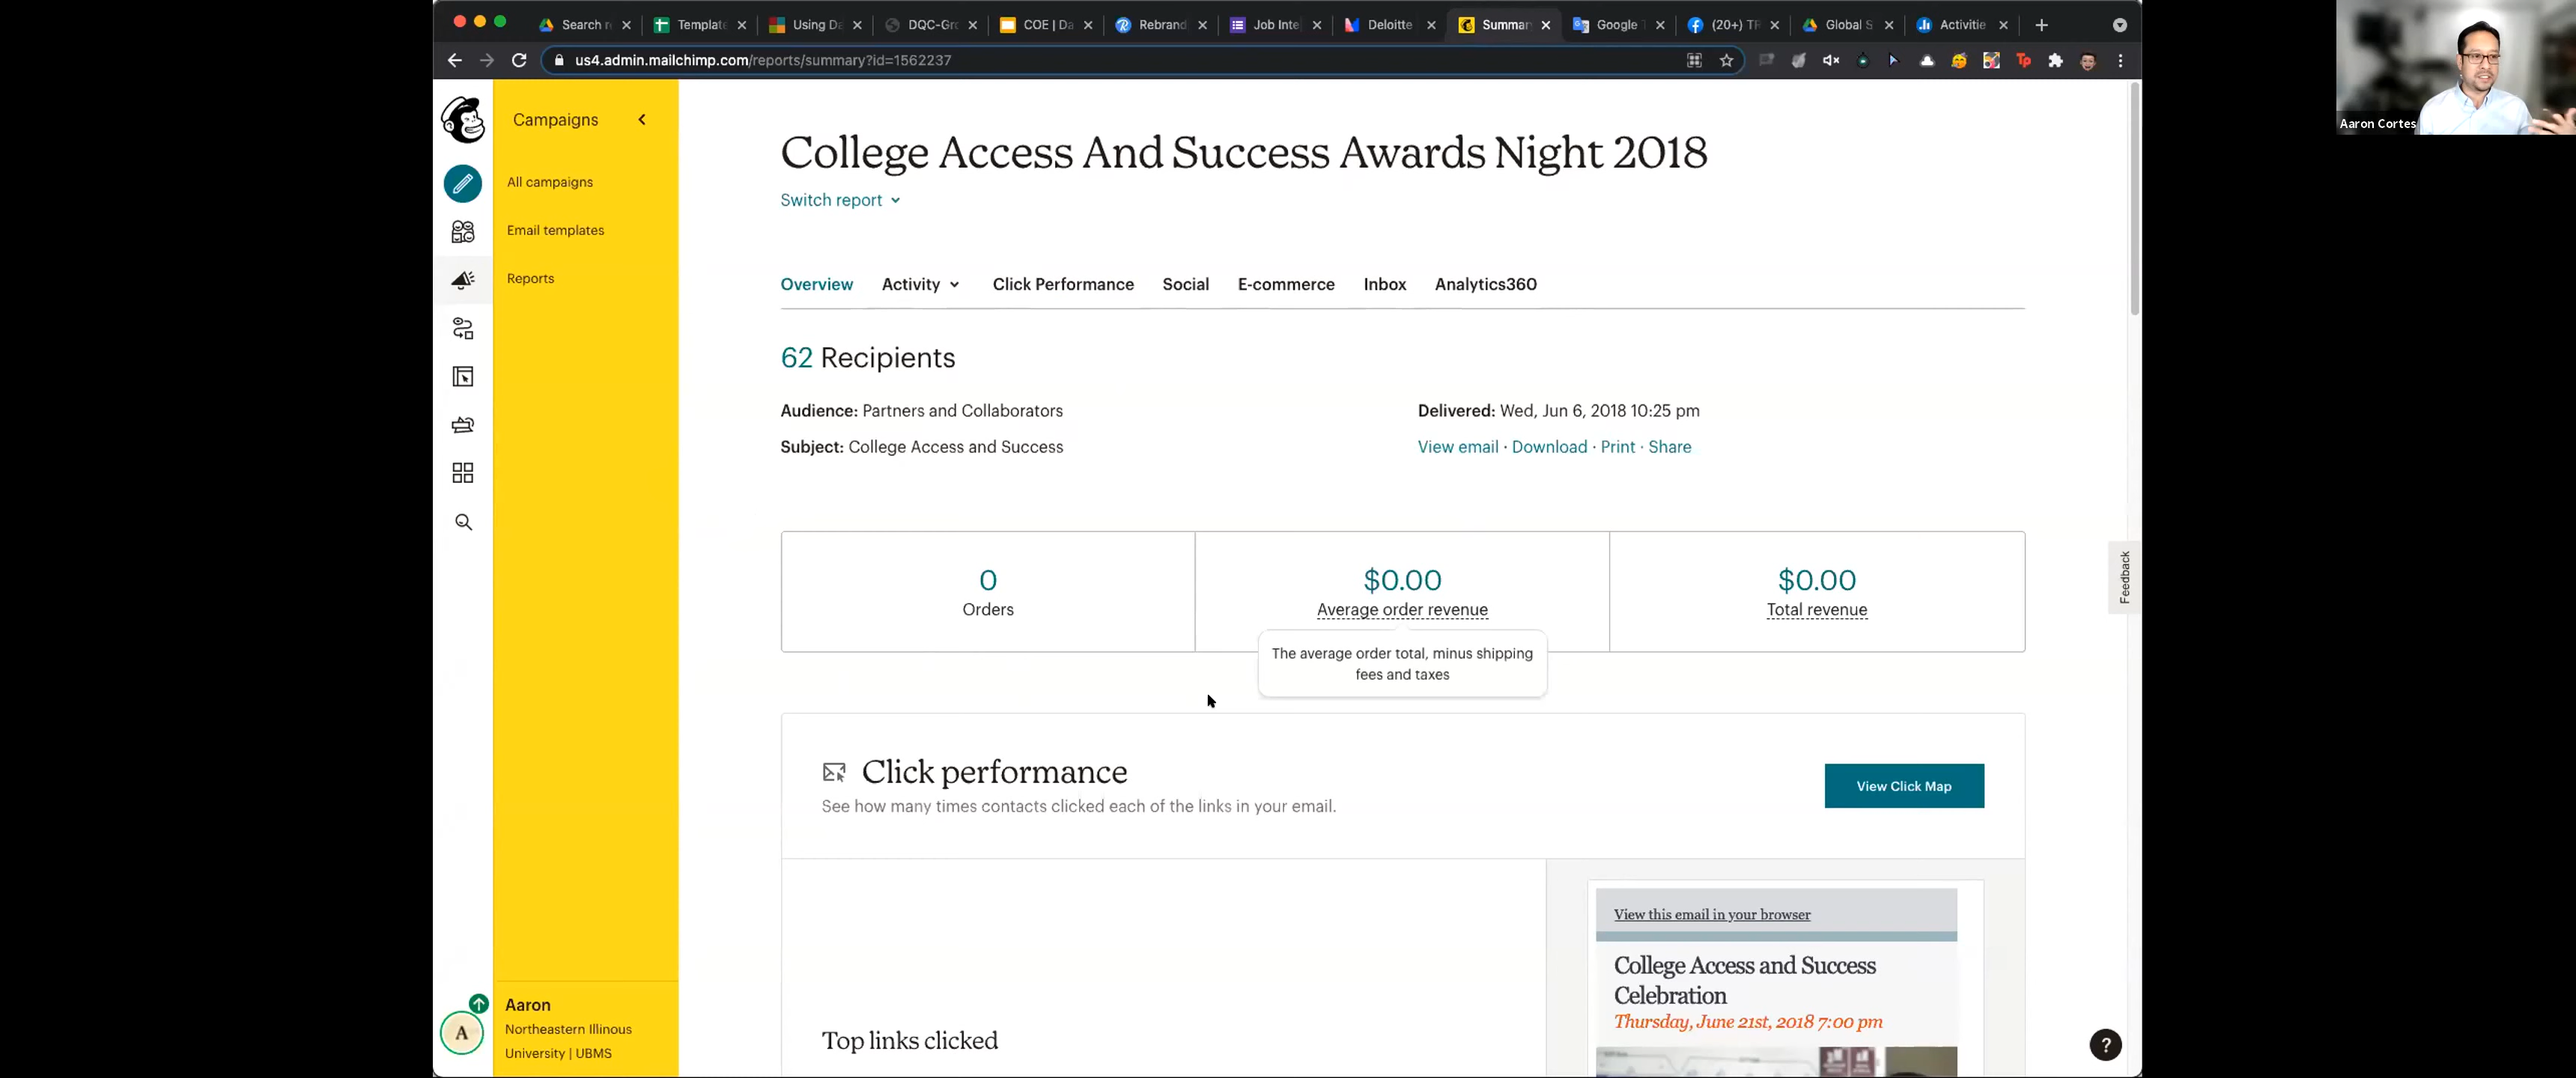 Search r
Template
Using Da
DQC-Gro
COE | Da
Rebrand
Job Inte
Deloitte
Summar
Google T
(20+) TR
Global S
Activitie
us4.admin.mailchimp.com/reports/summary?id=1562237
Aaron Cortes
Campaigns
All campaigns
Email templates
Reports
College Access And Success Awards Night 2018
Switch report
Overview Activity Click Performance Social E-commerce Inbox Analytics360
62 Recipients
Audience: Partners and Collaborators
Delivered: Wed, Jun 6, 2018 10:25 pm
Subject: College Access and Success
View email · Download · Print · Share
0
Orders
$0.00
Average order revenue
$0.00
Total revenue
The average order total, minus shipping
fees and taxes
Feedback
Click performance
See how many times contacts clicked each of the links in your email.
View Click Map
View this email in your browser
College Access and Success
Celebration
Thursday, June 21st, 2018 7:00 pm
Top links clicked
A
Aaron
Northeastern Illinous
University | UBMS
?